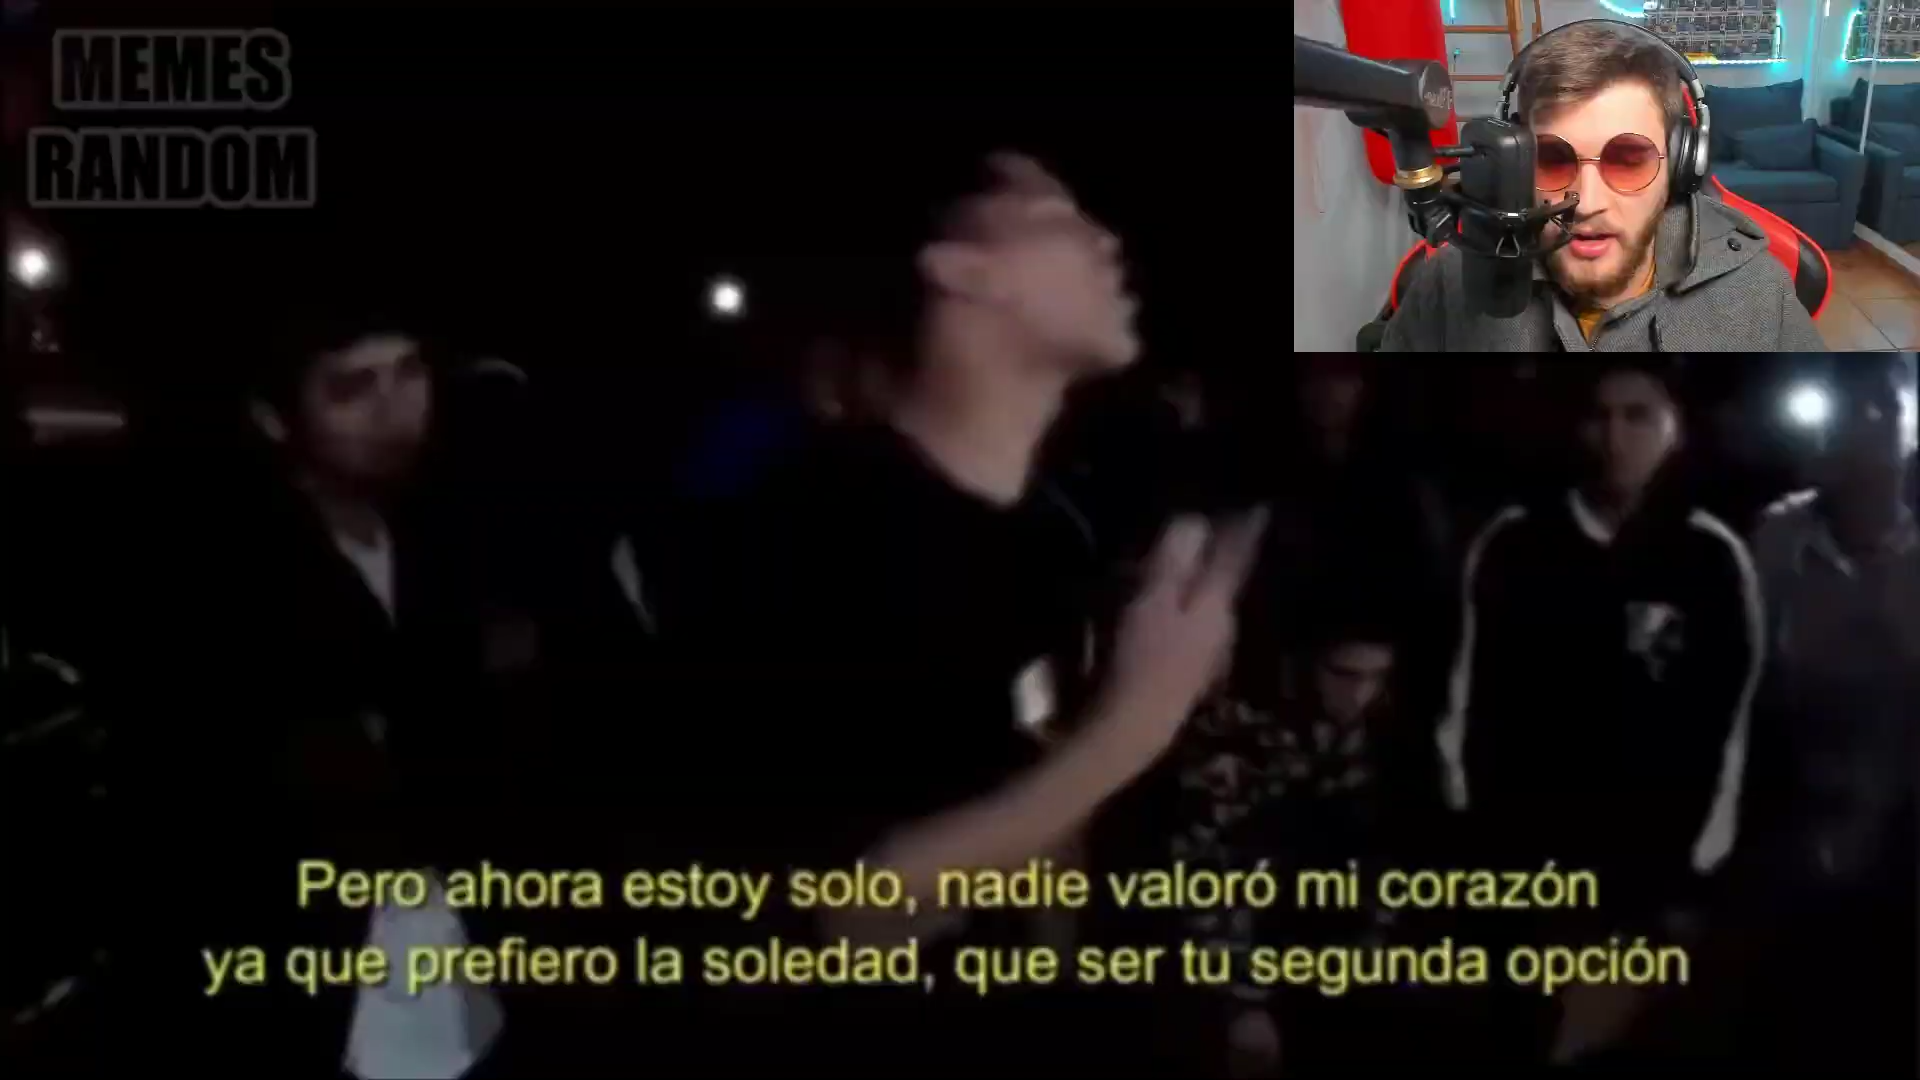 MEMES
RANDOM
Pero ahora estoy solo, nadie valoró mi corazón
ya que prefiero la soledad, que ser tu segunda opción